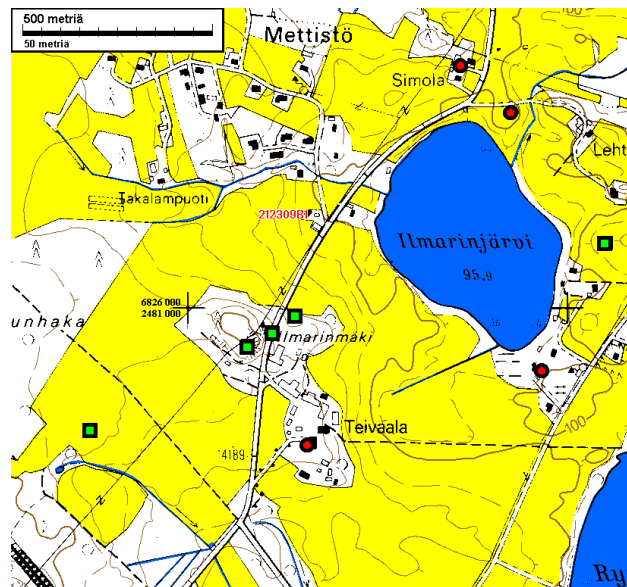 500 metriä
50 metriä
Mettistö
Simola
Leht
Takalampuoti
212309B1
Ilmarinjärvi
95.9
6826 000
2481 000
unhaka
Ilmarinmäki
Teivaala
100
4189
Ry